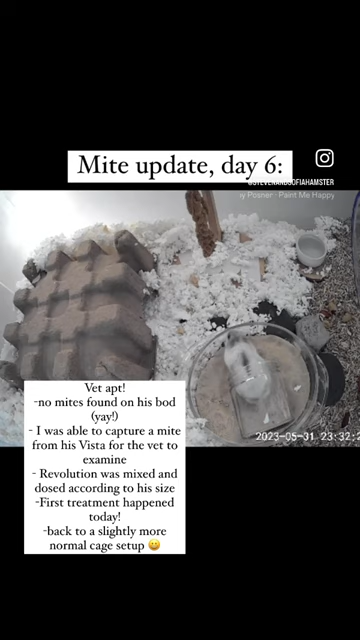 Mite update, day 6:
@STEVENANDSOFIAHAMSTER
y Posner · Paint Me Happy
Vet apt!
-no mites found on his bod
(yay!)
- I was able to capture a mite
from his Vista for the vet to
examine
- Revolution was mixed and
dosed according to his size
-First treatment happened
today!
-back to a slightly more
normal cage setup 😀
2023-05-31 23:32:2